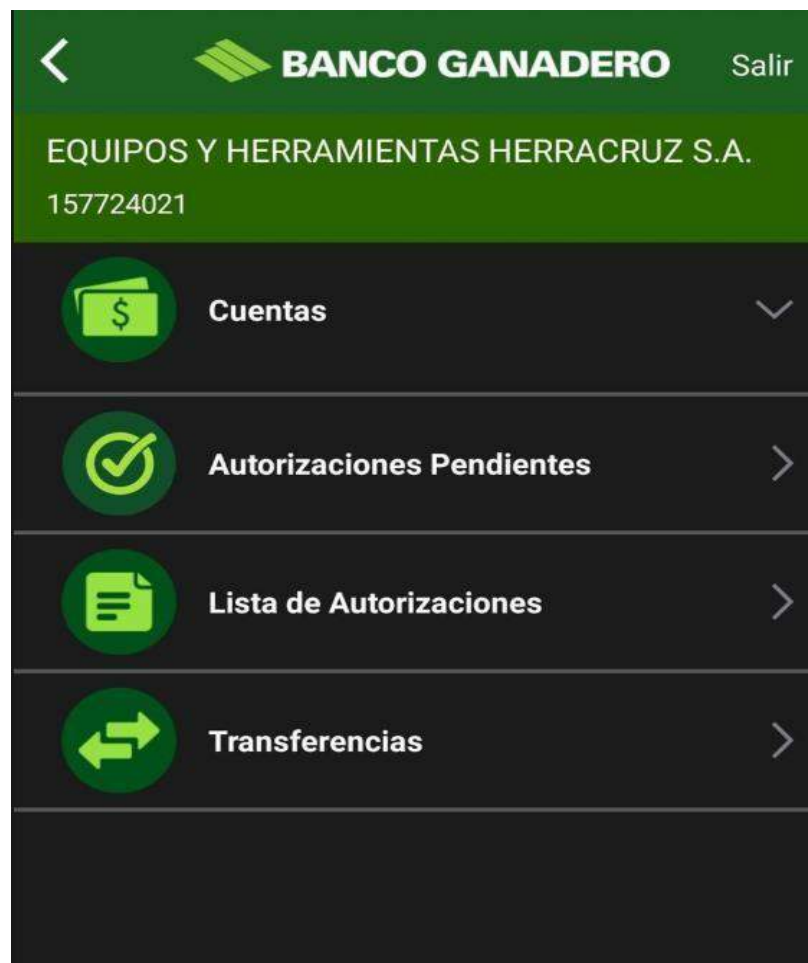 BANCO GANADERO Salir
EQUIPOS Y HERRAMIENTAS HERRACRUZ S.A.
157724021
$ Cuentas
Autorizaciones Pendientes
Lista de Autorizaciones
Transferencias